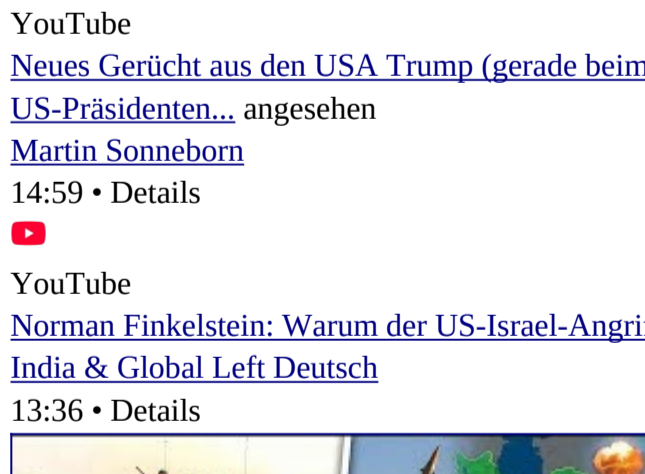 YouTube
Neues Gerücht aus den USA Trump (gerade beim
US-Präsidenten... angesehen
Martin Sonneborn
14:59 • Details
YouTube
Norman Finkelstein: Warum der US-Israel-Angri
India & Global Left Deutsch
13:36 • Details